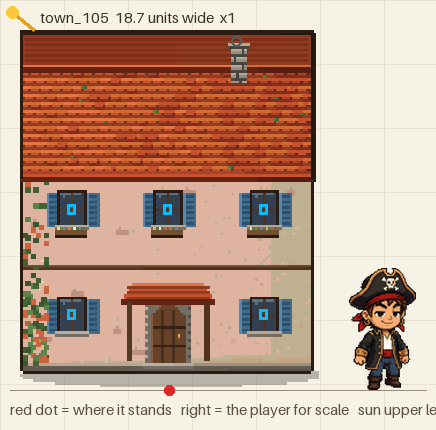 town_105 18.7 units wide x1
red dot = where it stands right = the player for scale sun upper le